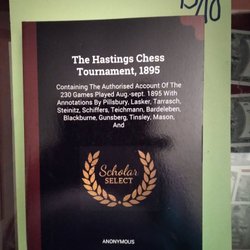 The Hastings Chess
Tournament, 1895
Containing The Authorised Account Of The
230 Games Played Aug.-sept. 1895 With
Annotations By Pillsbury, Lasker, Tarrasch,
Steinitz, Schiffers, Teichmann, Bardeleben,
Blackburne, Gunsberg, Tinsley, Mason,
And
Scholar
SELECT
ANONYMOUS